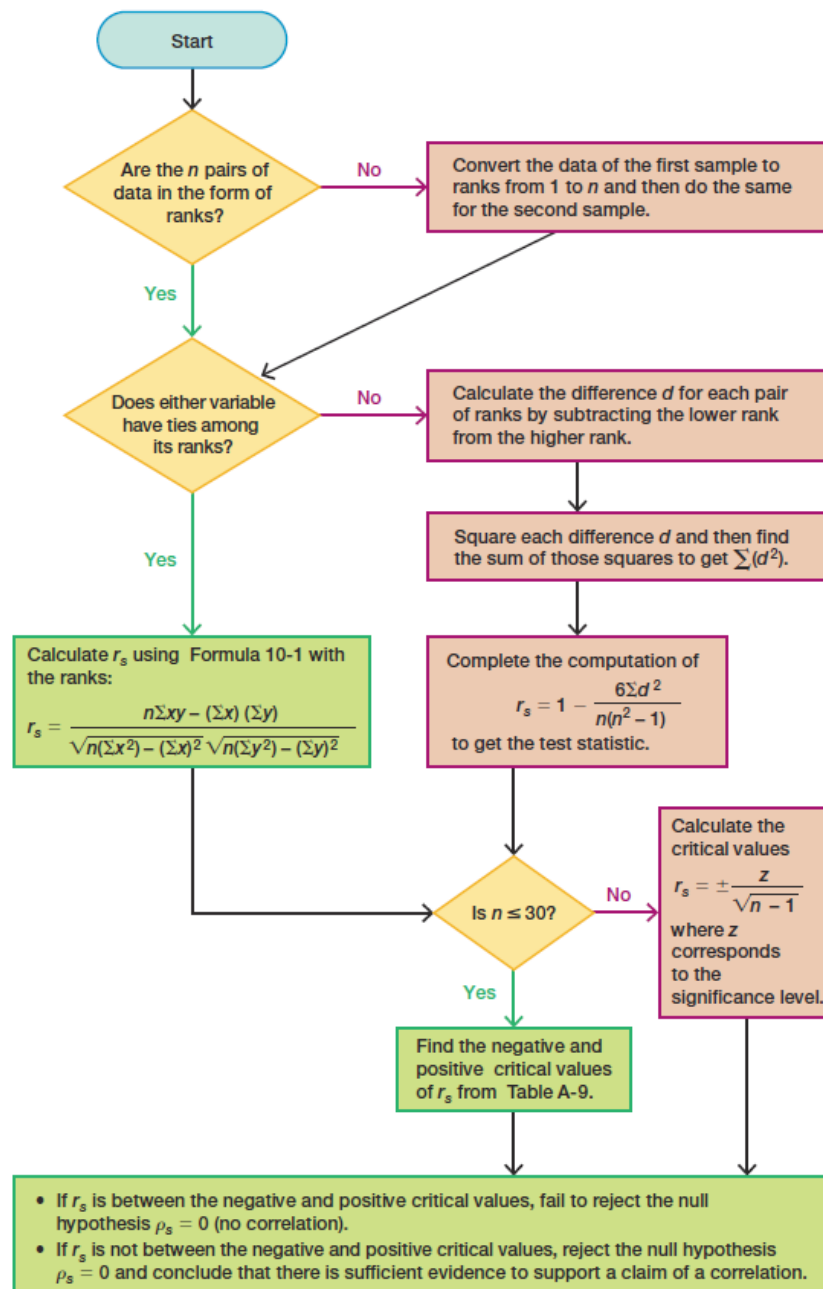 Start
Are the n pairs of
data in the form of
ranks?
No
Convert the data of the first sample to
ranks from 1 to n and then do the same
for the second sample.
Yes
Does either variable
have ties among
its ranks?
No
Calculate the difference d for each pair
of ranks by subtracting the lower rank
from the higher rank.
Square each difference d and then find
the sum of those squares to get ∑(d²).
Yes
Calculate rₛ using Formula 10-1 with
the ranks:
rₛ = nΣxy – (Σx) (Σy) / √n(Σx²) – (Σx)² √n(Σy²) – (Σy)²
Complete the computation of
rₛ = 1 – 6Σd² / n(n² – 1)
to get the test statistic.
Is n ≤ 30?
No
Calculate the
critical values
rₛ = ± z / √n – 1
where z
corresponds
to the
significance level.
Yes
Find the negative and
positive critical values
of rₛ from Table A-9.
• If rₛ is between the negative and positive critical values, fail to reject the null
hypothesis ρₛ = 0 (no correlation).
• If rₛ is not between the negative and positive critical values, reject the null hypothesis
ρₛ = 0 and conclude that there is sufficient evidence to support a claim of a correlation.